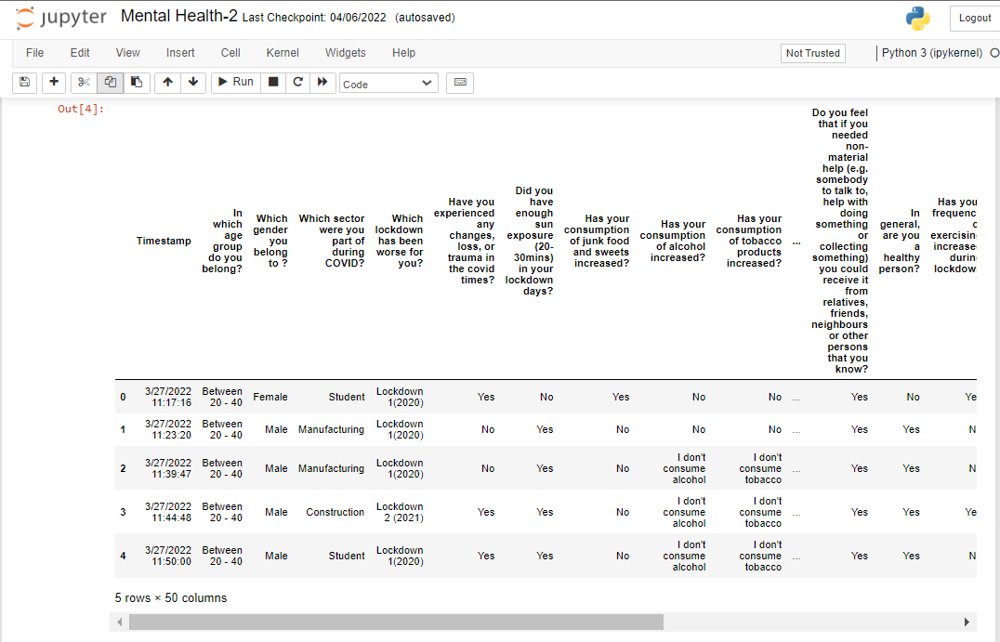 jupyter Mental Health-2 Last Checkpoint: 04/06/2022 (autosaved) Logout
File Edit View Insert Cell Kernel Widgets Help Not Trusted Python 3 (ipykernel)
Run Code
Out[4]:
Timestamp
In
which
age
group
do you
belong?
Which
gender
you
belong
to ?
Which sector
were you
part of
during
COVID?
Which
lockdown
has been
worse for
you?
Have you
experienced
any
changes,
loss, or
trauma in
the covid
times?
Did you
have
enough
sun
exposure
(20-
30mins)
in your
lockdown
days?
Has your
consumption
of junk food
and sweets
increased?
Has your
consumption
of alcohol
increased?
Has your
consumption
of tobacco
products
increased?
...
Do you feel
that if you
needed
non-
material
help (e.g.
somebody
to talk to,
help with
doing
something
or
collecting
something)
you could
receive it
from
relatives,
friends,
neighbours
or other
persons
that you
know?
In
general,
are you
a
healthy
person?
Has you
frequenc
c
exercisin
increase
durin
lockdow
0
3/27/2022
11:17:16
Between
20 - 40
Female
Student
Lockdown
1(2020)
Yes
No
Yes
No
No
...
Yes
No
Ye
1
3/27/2022
11:23:20
Between
20 - 40
Male
Manufacturing
Lockdown
1(2020)
No
Yes
No
No
No
...
Yes
Yes
N
2
3/27/2022
11:39:47
Between
20 - 40
Male
Manufacturing
Lockdown
1(2020)
No
Yes
No
I don't
consume
alcohol
I don't
consume
tobacco
...
Yes
Yes
N
3
3/27/2022
11:44:48
Between
20 - 40
Male
Construction
Lockdown
2 (2021)
Yes
Yes
No
I don't
consume
alcohol
I don't
consume
tobacco
...
Yes
Yes
Ye
4
3/27/2022
11:50:00
Between
20 - 40
Male
Student
Lockdown
1(2020)
Yes
Yes
No
I don't
consume
alcohol
I don't
consume
tobacco
...
Yes
Yes
N
5 rows × 50 columns